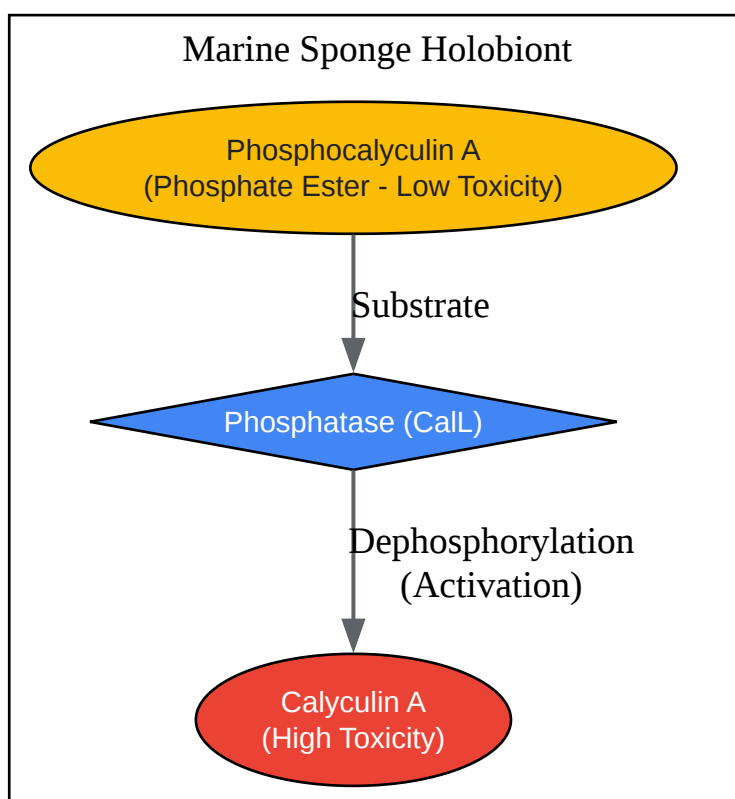 Marine Sponge Holobiont
Phosphocalyculin A
(Phosphate Ester - Low Toxicity)
Substrate
Phosphatase (CalL)
Dephosphorylation
(Activation)
Calyculin A
(High Toxicity)